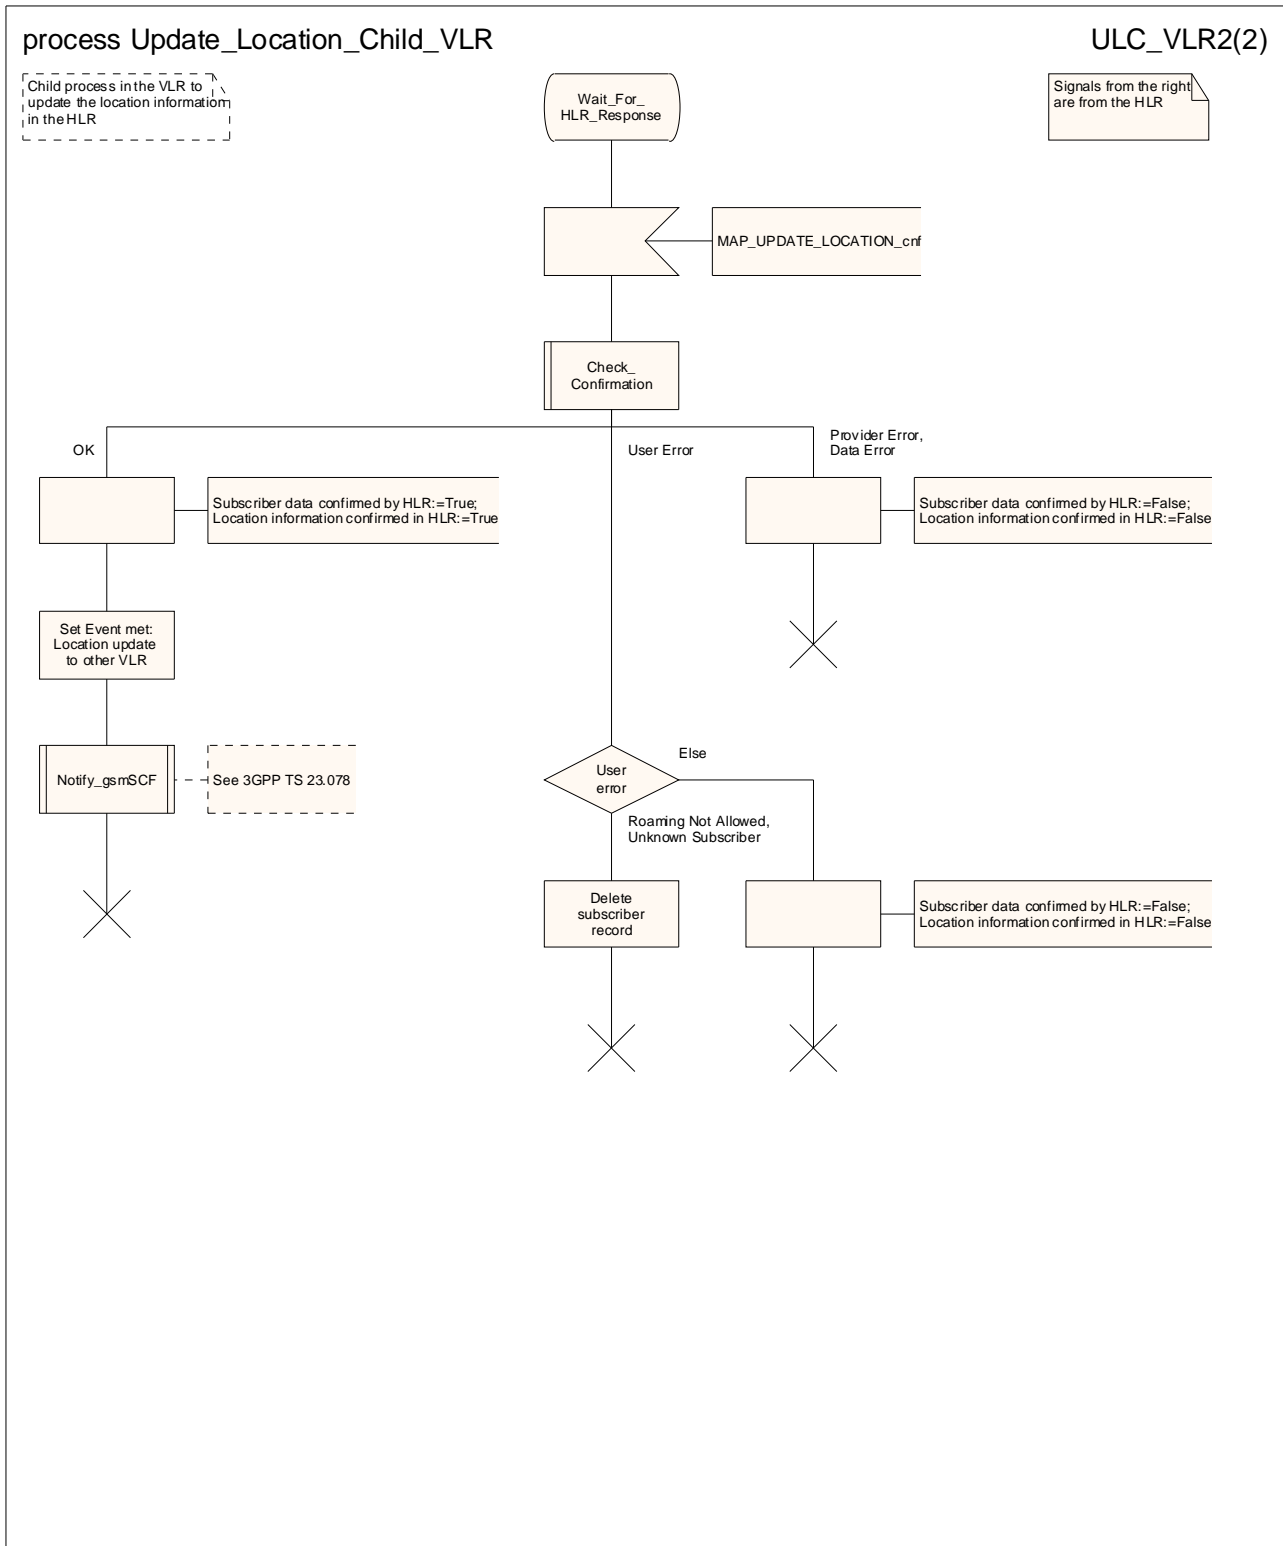 process Update_Location_Child_VLR
ULC_VLR2(2)
Child process in the VLR to
update the location information
in the HLR
Wait_For_
HLR_Response
Signals from the right
are from the HLR
MAP_UPDATE_LOCATION_cnf
Check_
Confirmation
OK
User Error
Provider Error,
Data Error
Subscriber data confirmed by HLR:=True;
Location information confirmed in HLR:=True
Subscriber data confirmed by HLR:=False;
Location information confirmed in HLR:=False
Set Event met:
Location update
to other VLR
Notify_gsmSCF
See 3GPP TS 23.078
User
error
Else
Roaming Not Allowed,
Unknown Subscriber
Delete
subscriber
record
Subscriber data confirmed by HLR:=False;
Location information confirmed in HLR:=False